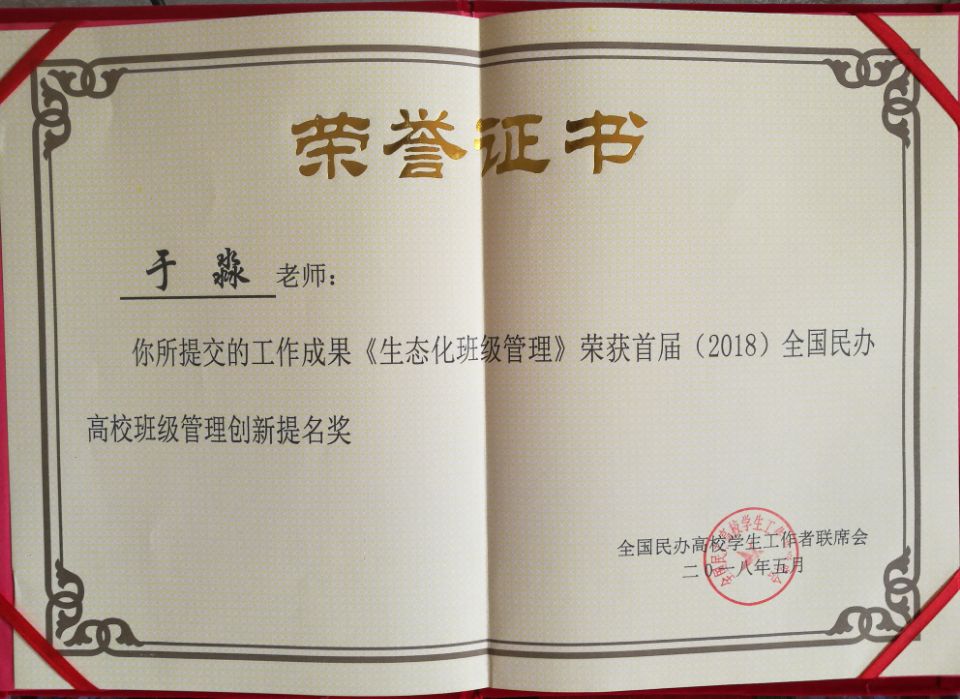 荣誉证书
于淼老师：
你所提交的工作成果《生态化班级管理》荣获首届（2018）全国民办
高校班级管理创新提名奖
全国民办高校学生工作者联席会
二〇一八年五月